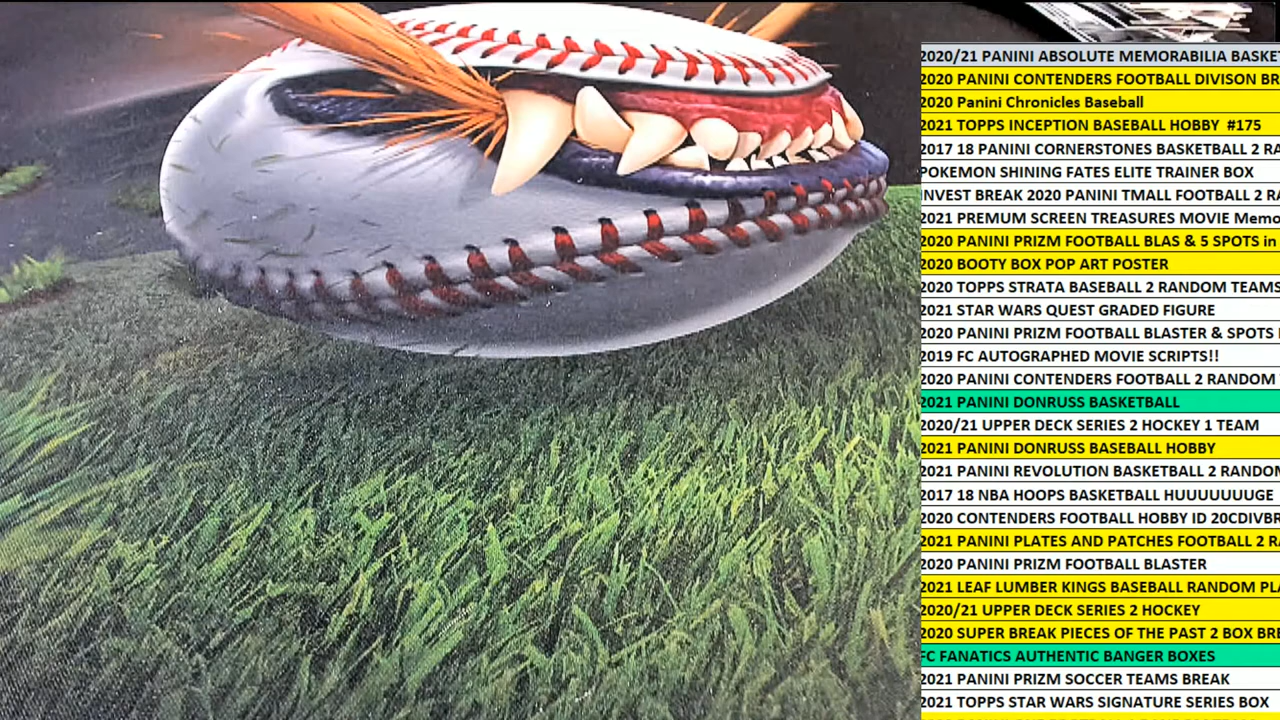 2020/21 PANINI ABSOLUTE MEMORABILIA BASKE
2020 PANINI CONTENDERS FOOTBALL DIVISON BR
2020 Panini Chronicles Baseball
2021 TOPPS INCEPTION BASEBALL HOBBY #175
2017 18 PANINI CORNERSTONES BASKETBALL 2 RA
POKEMON SHINING FATES ELITE TRAINER BOX
INVEST BREAK 2020 PANINI TMALL FOOTBALL 2 RA
2021 PREMUM SCREEN TREASURES MOVIE Memo
2020 PANINI PRIZM FOOTBALL BLAS & 5 SPOTS in
2020 BOOTY BOX POP ART POSTER
2020 TOPPS STRATA BASEBALL 2 RANDOM TEAMS
2021 STAR WARS QUEST GRADED FIGURE
2020 PANINI PRIZM FOOTBALL BLASTER & SPOTS
2019 FC AUTOGRAPHED MOVIE SCRIPTS!!
2020 PANINI CONTENDERS FOOTBALL 2 RANDOM
2021 PANINI DONRUSS BASKETBALL
2020/21 UPPER DECK SERIES 2 HOCKEY 1 TEAM
2021 PANINI DONRUSS BASEBALL HOBBY
2021 PANINI REVOLUTION BASKETBALL 2 RANDOM
2017 18 NBA HOOPS BASKETBALL HUUUUUUUGE
2020 CONTENDERS FOOTBALL HOBBY ID 20CDIVBR
2021 PANINI PLATES AND PATCHES FOOTBALL 2 RA
2020 PANINI PRIZM FOOTBALL BLASTER
2021 LEAF LUMBER KINGS BASEBALL RANDOM PLA
2020/21 UPPER DECK SERIES 2 HOCKEY
2020 SUPER BREAK PIECES OF THE PAST 2 BOX BRE
FC FANATICS AUTHENTIC BANGER BOXES
2021 PANINI PRIZM SOCCER TEAMS BREAK
2021 TOPPS STAR WARS SIGNATURE SERIES BOX